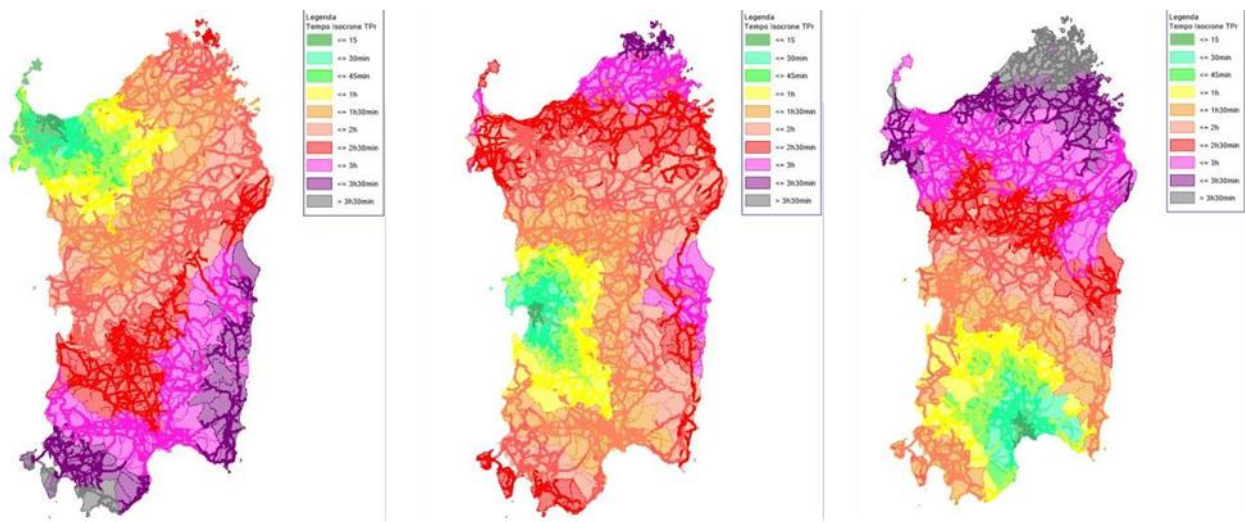 Legenda
Tempo Isocrone TPr
<= 15
<= 30min
<= 45min
<= 1h
<= 1h30min
<= 2h
<= 2h30min
<= 3h
<= 3h30min
> 3h30min
Legenda
Tempo Isocrone TPr
<= 15
<= 30min
<= 45min
<= 1h
<= 1h30min
<= 2h
<= 2h30min
<= 3h
<= 3h30min
> 3h30min
Legenda
Tempo Isocrone TPr
<= 15
<= 30min
<= 45min
<= 1h
<= 1h30min
<= 2h
<= 2h30min
<= 3h
<= 3h30min
> 3h30min